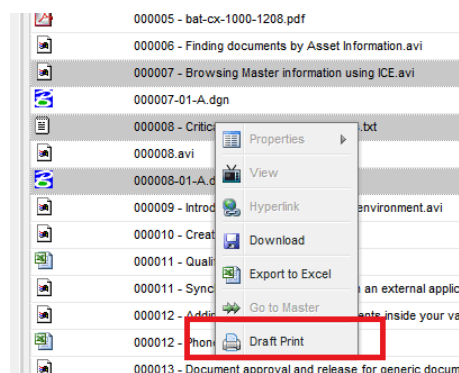 000005 - bat-cx-1000-1208.pdf
000006 - Finding documents by Asset Information.avi
000007 - Browsing Master information using ICE.avi
000007-01-A.dgn
000008 - Critica s.txt
Properties
000008.avi
View
000008-01-A.d
000009 - Introd environment.avi
Hyperlink
000010 - Creat
Download
000011 - Quali
Export to Excel
000011 - Sync an external applic
Go to Master
000012 - Addi ents inside your va
000012 - Phon
Draft Print
000013 - Document approval and release for generic docum